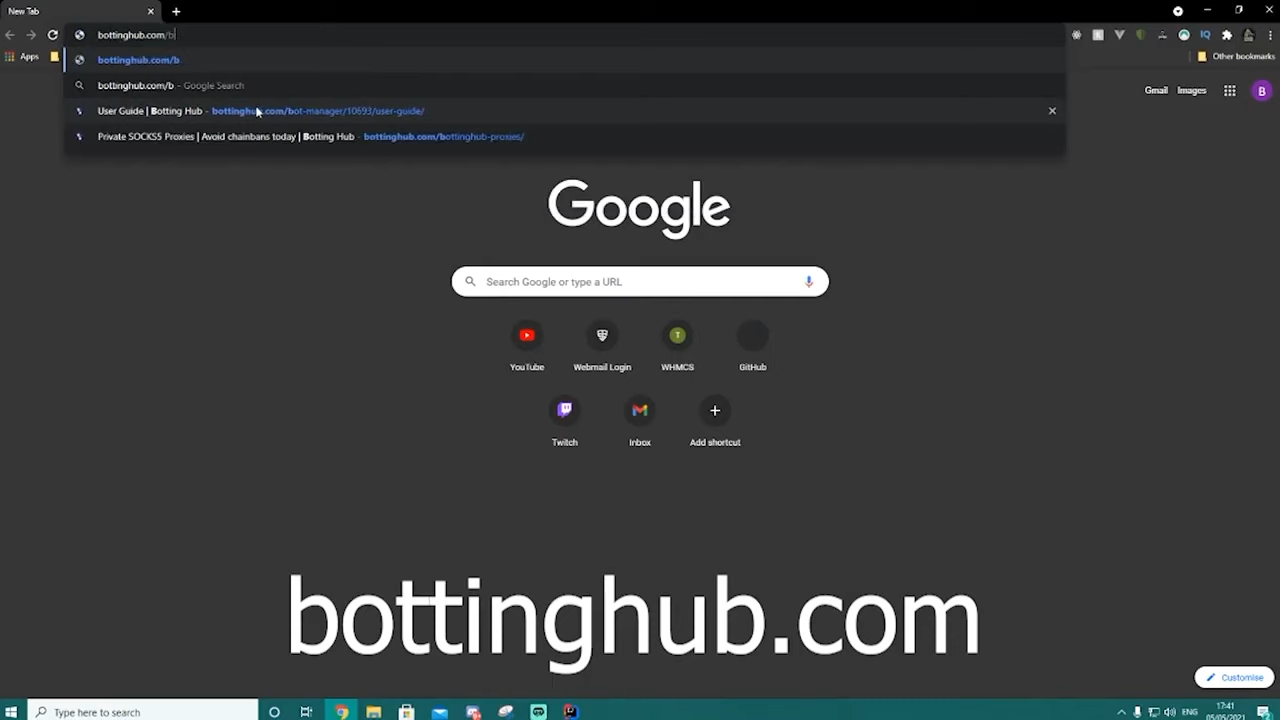 New Tab
bottinghub.com/b
Apps
Other bookmarks
bottinghub.com/b
bottinghub.com/b - Google Search
User Guide | Botting Hub - bottinghub.com/bot-manager/10693/user-guide/
Private SOCKS5 Proxies | Avoid chainbans today | Botting Hub - bottinghub.com/bottinghub-proxies/
Gmail Images B
Google
Search Google or type a URL
T
YouTube Webmail Login WHMCS GitHub
Twitch Inbox Add shortcut
bottinghub.com
Customise
Type here to search
ENG
17:41
05/05/2021